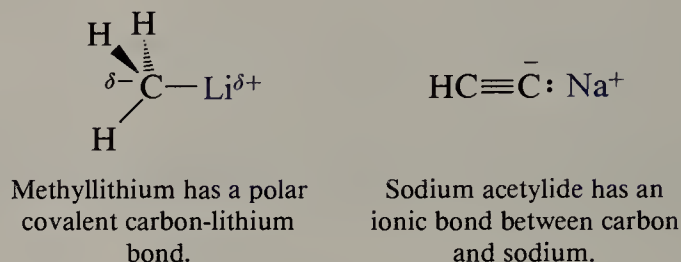 H
H
δ− C — Li δ+
H
HC≡C̄: Na⁺
Methyllithium has a polar
covalent carbon-lithium
bond.
Sodium acetylide has an
ionic bond between carbon
and sodium.